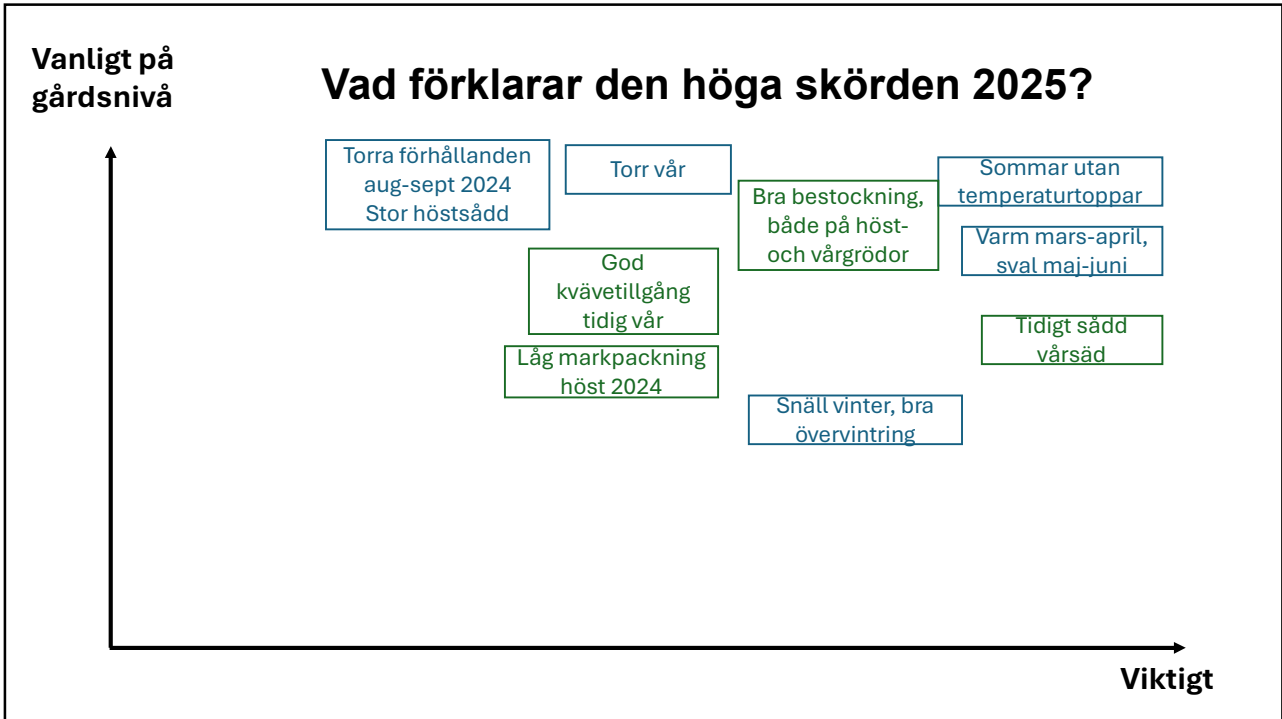 Vanligt på
gårdsnivå
Vad förklarar den höga skörden 2025?
Torra förhållanden
aug-sept 2024
Stor höstsådd
Torr vår
Bra bestockning,
både på höst-
och vårgrödor
Sommar utan
temperaturtoppar
Varm mars-april,
sval maj-juni
God
kvävetillgång
tidig vår
Tidigt sådd
vårsäd
Låg markpackning
höst 2024
Snäll vinter, bra
övervintring
Viktigt